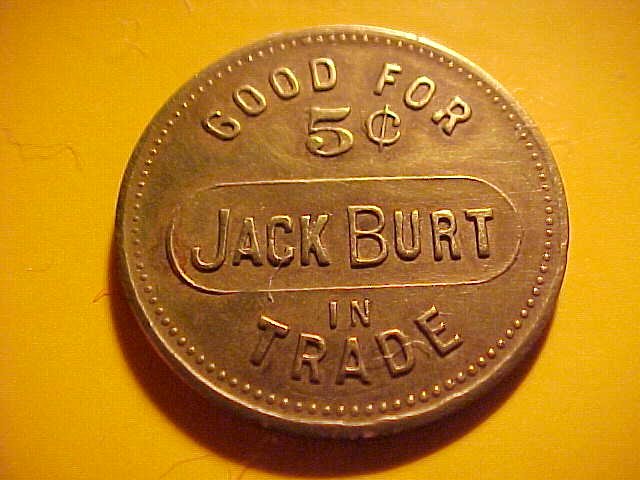 GOOD FOR
5¢
JACK BURT
IN
TRADE